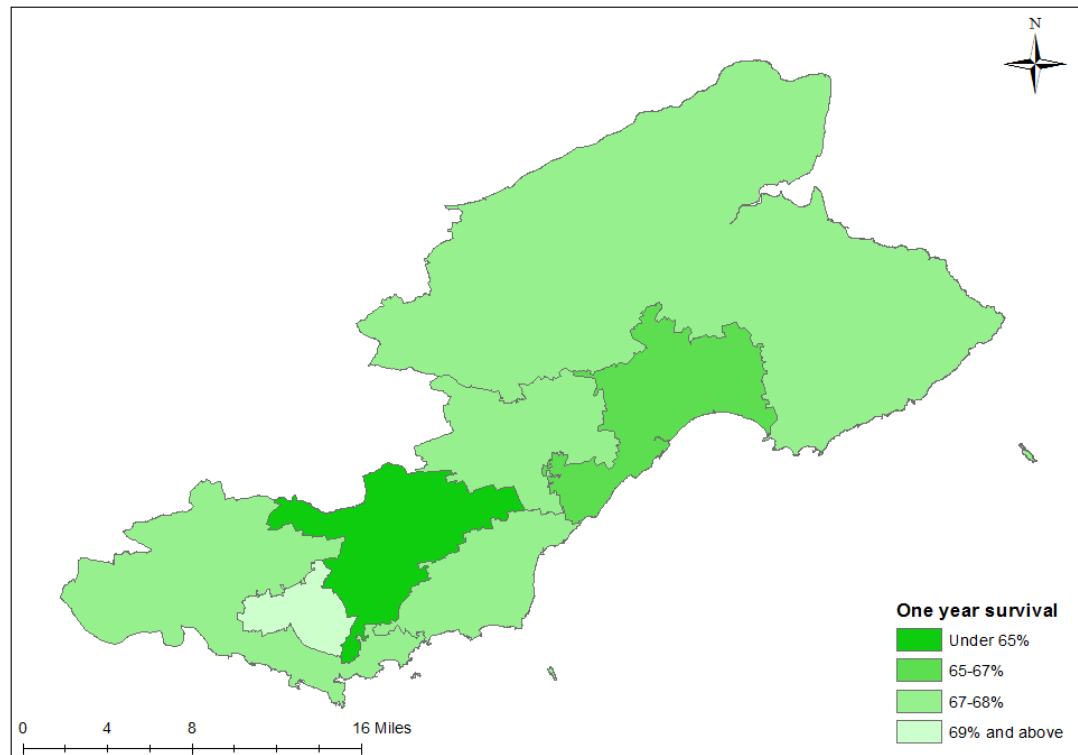 N
One year survival
Under 65%
65-67%
67-68%
69% and above
0 4 8 16 Miles